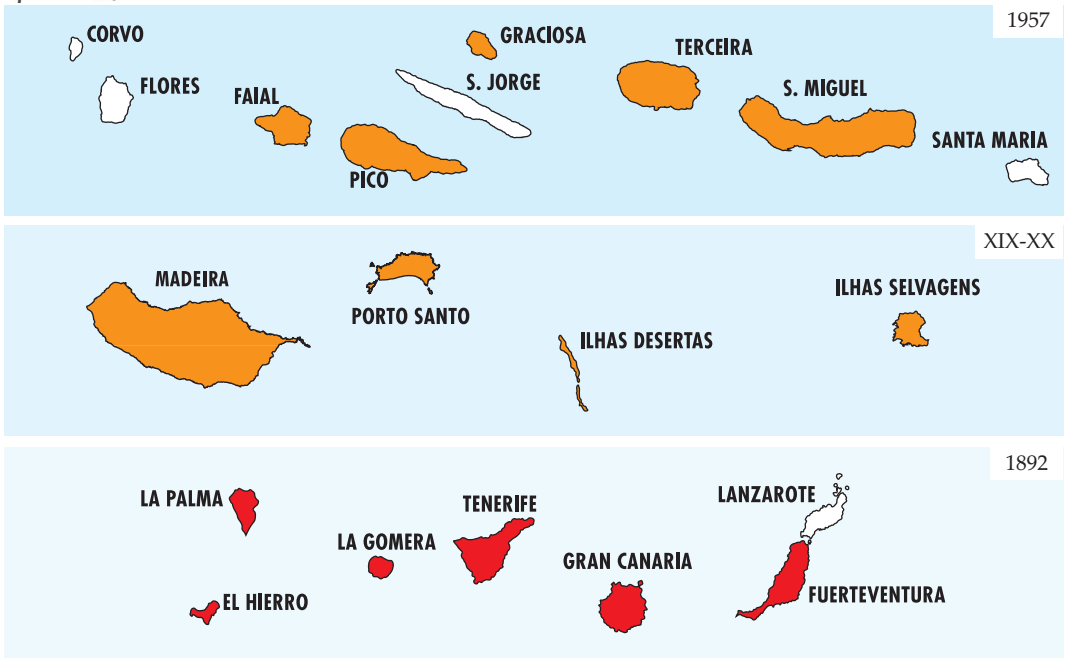 1957
CORVO
FLORES
FAIAL
PICO
GRACIOSA
S. JORGE
TERCEIRA
S. MIGUEL
SANTA MARIA
XIX-XX
MADEIRA
PORTO SANTO
ILHAS DESERTAS
ILHAS SELVAGENS
1892
LA PALMA
EL HIERRO
LA GOMERA
TENERIFE
GRAN CANARIA
LANZAROTE
FUERTEVENTURA